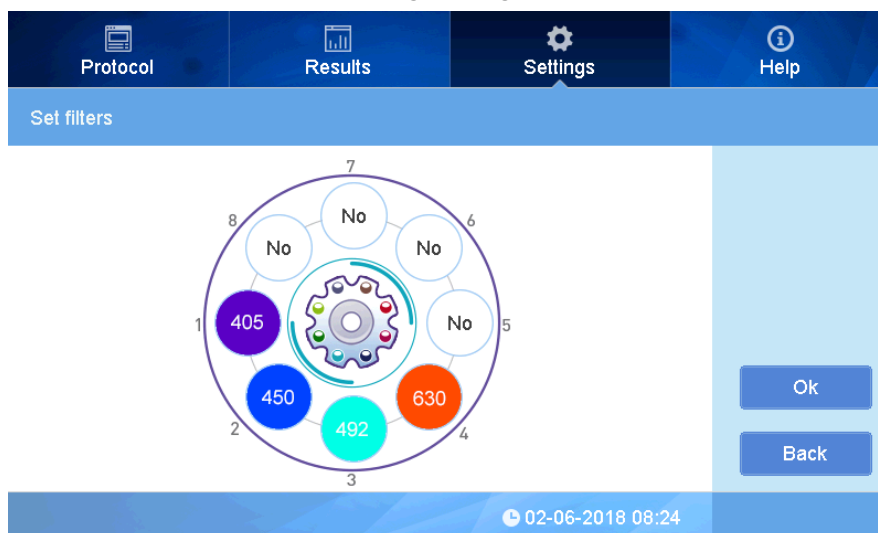 Protocol
Results
Settings
Help
Set filters
7
8
No
6
No
No
1
405
No
5
450
630
Ok
2
492
4
Back
3
02-06-2018 08:24